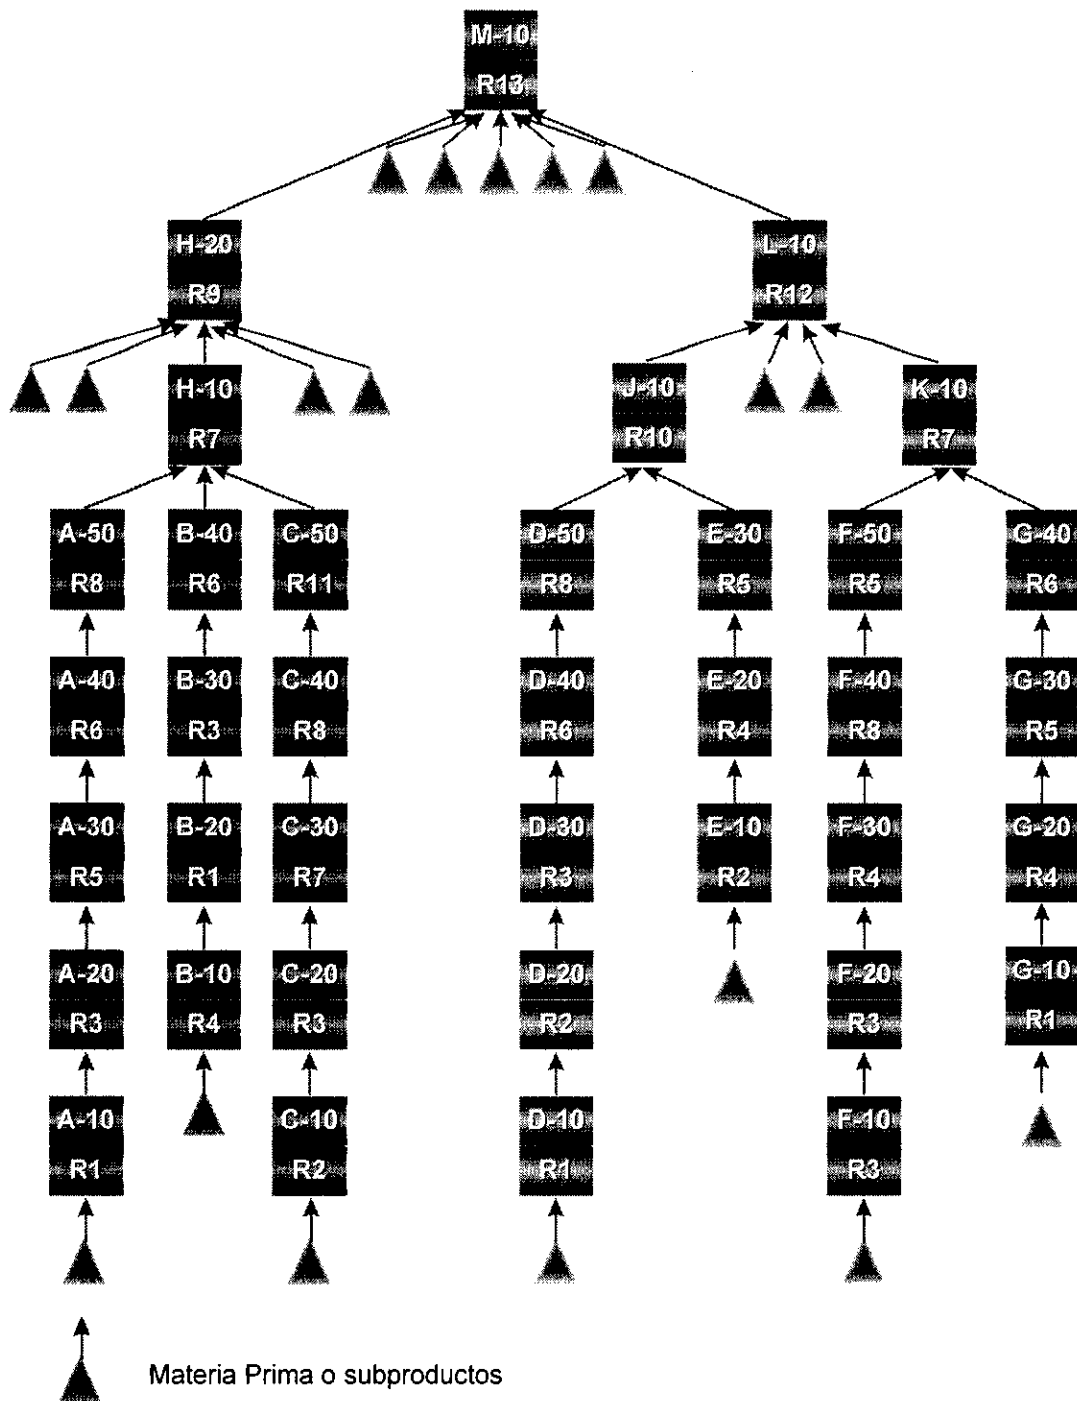 M-10
R13
H-20
R9
L-10
R12
H-10
R7
J-10
R10
K-10
R7
A-50
R8
B-40
R6
C-50
R11
D-50
R8
E-30
R5
F-50
R5
G-40
R6
A-40
R6
B-30
R3
C-40
R8
D-40
R6
E-20
R4
F-40
R8
G-30
R5
A-30
R5
B-20
R1
C-30
R7
D-30
R3
E-10
R2
F-30
R4
G-20
R4
A-20
R3
B-10
R4
C-20
R3
D-20
R2
F-20
R3
G-10
R1
A-10
R1
C-10
R2
D-10
R1
F-10
R3
Materia Prima o subproductos